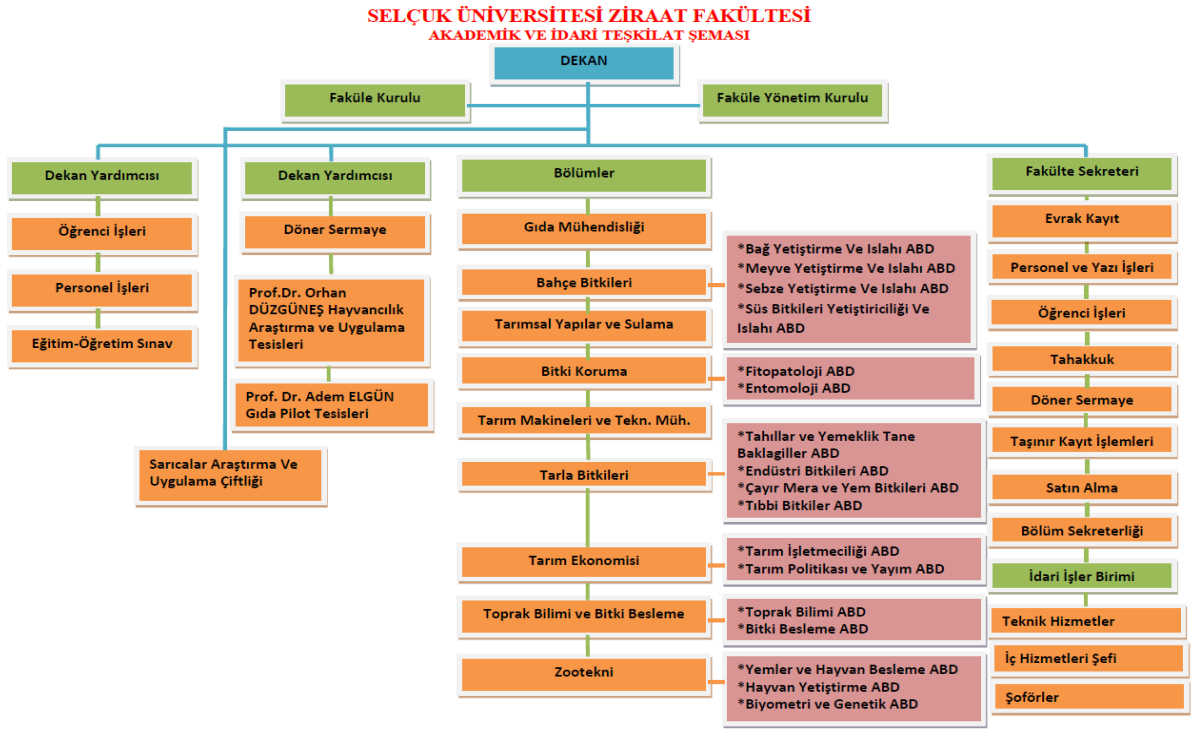 SELÇUK ÜNİVERSİTESİ ZİRAAT FAKÜLTESİ
AKADEMİK VE İDARİ TEŞKİLAT ŞEMASI
DEKAN
Faküle Kurulu
Faküle Yönetim Kurulu
Dekan Yardımcısı
Öğrenci İşleri
Personel İşleri
Eğitim-Öğretim Sınav
Dekan Yardımcısı
Döner Sermaye
Prof.Dr. Orhan
DÜZGÜNEŞ Hayvancılık
Araştırma ve Uygulama
Tesisleri
Prof. Dr. Adem ELGÜN
Gıda Pilot Tesisleri
Sarıcalar Araştırma Ve
Uygulama Çiftliği
Bölümler
Gıda Mühendisliği
Bahçe Bitkileri
*Bağ Yetiştirme Ve Islahı ABD
*Meyve Yetiştirme Ve Islahı ABD
*Sebze Yetiştirme Ve Islahı ABD
*Süs Bitkileri Yetiştiriciliği Ve
Islahı ABD
Tarımsal Yapılar ve Sulama
Bitki Koruma
*Fitopatoloji ABD
*Entomoloji ABD
Tarım Makineleri ve Tekn. Müh.
Tarla Bitkileri
*Tahıllar ve Yemeklik Tane
Baklagiller ABD
*Endüstri Bitkileri ABD
*Çayır Mera ve Yem Bitkileri ABD
*Tıbbi Bitkiler ABD
Tarım Ekonomisi
*Tarım İşletmeciliği ABD
*Tarım Politikası ve Yayım ABD
Toprak Bilimi ve Bitki Besleme
*Toprak Bilimi ABD
*Bitki Besleme ABD
Zootekni
*Yemler ve Hayvan Besleme ABD
*Hayvan Yetiştirme ABD
*Biyometri ve Genetik ABD
Fakülte Sekreteri
Evrak Kayıt
Personel ve Yazı İşleri
Öğrenci İşleri
Tahakkuk
Döner Sermaye
Taşınır Kayıt İşlemleri
Satın Alma
Bölüm Sekreterliği
İdari İşler Birimi
Teknik Hizmetler
İç Hizmetleri Şefi
Şoförler